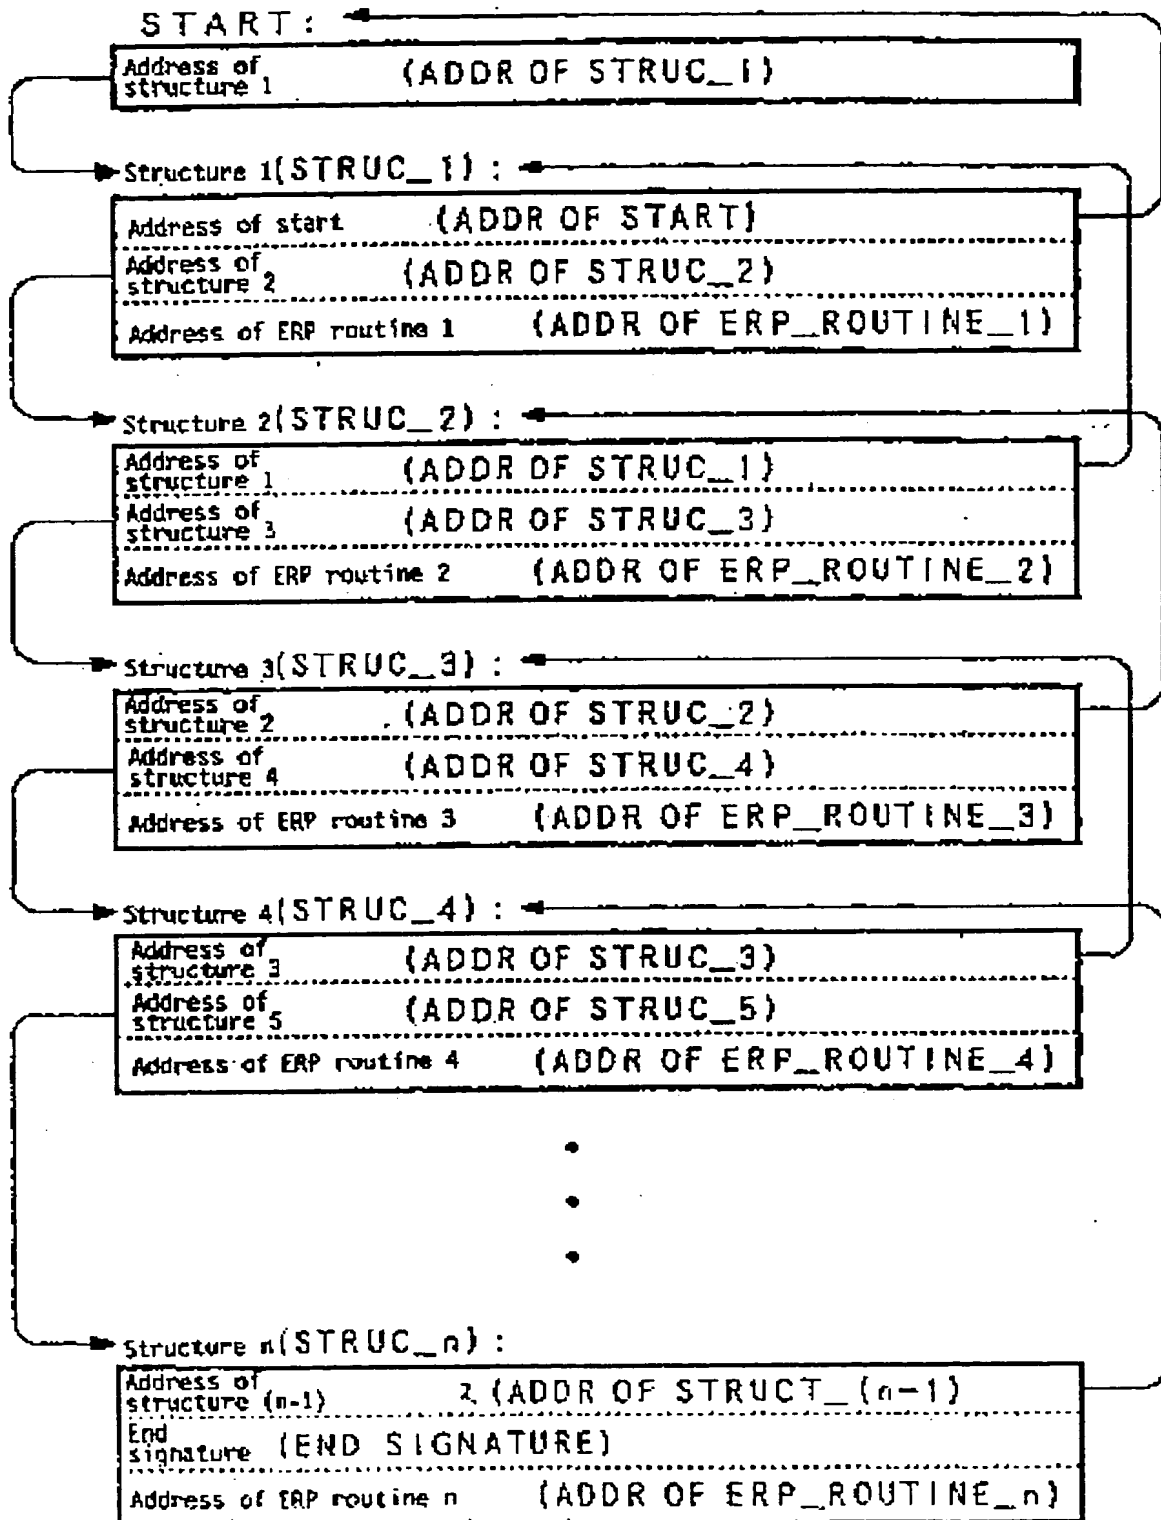 START:
Address of
structure 1 (ADDR OF STRUC_1)
Structure 1(STRUC_1) :
Address of start (ADDR OF START)
Address of
structure 2 (ADDR OF STRUC_2)
Address of ERP routine 1 (ADDR OF ERP_ROUTINE_1)
Structure 2(STRUC_2) :
Address of
structure 1 (ADDR OF STRUC_1)
Address of
structure 3 (ADDR OF STRUC_3)
Address of ERP routine 2 (ADDR OF ERP_ROUTINE_2)
Structure 3(STRUC_3) :
Address of
structure 2 (ADDR OF STRUC_2)
Address of
structure 4 (ADDR OF STRUC_4)
Address of ERP routine 3 (ADDR OF ERP_ROUTINE_3)
Structure 4(STRUC_4) :
Address of
structure 3 (ADDR OF STRUC_3)
Address of
structure 5 (ADDR OF STRUC_5)
Address of ERP routine 4 (ADDR OF ERP_ROUTINE_4)
Structure n(STRUC_n) :
Address of
structure (n-1) (ADDR OF STRUCT_(n-1)
End
signature (END SIGNATURE)
Address of ERP routine n (ADDR OF ERP_ROUTINE_n)